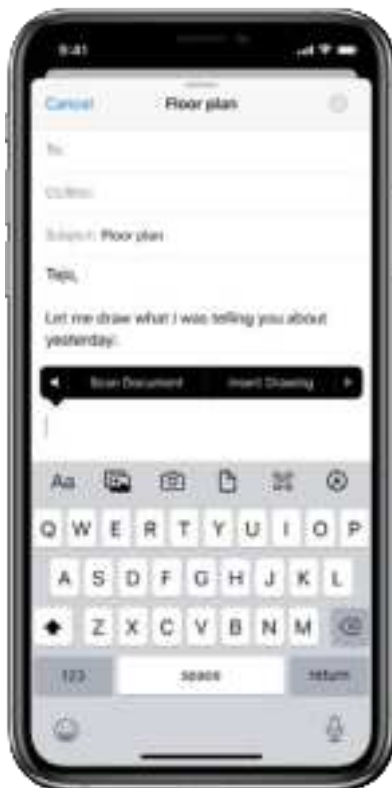 9:41
Cancel Floor plan
To:
Cc/Bcc:
Subject: Floor plan
Let me draw what I was telling you about
yesterday:
Scan Document Insert Drawing
Aa
Q W E R T Y U I O P
A S D F G H J K L
Z X C V B N M
123 space return